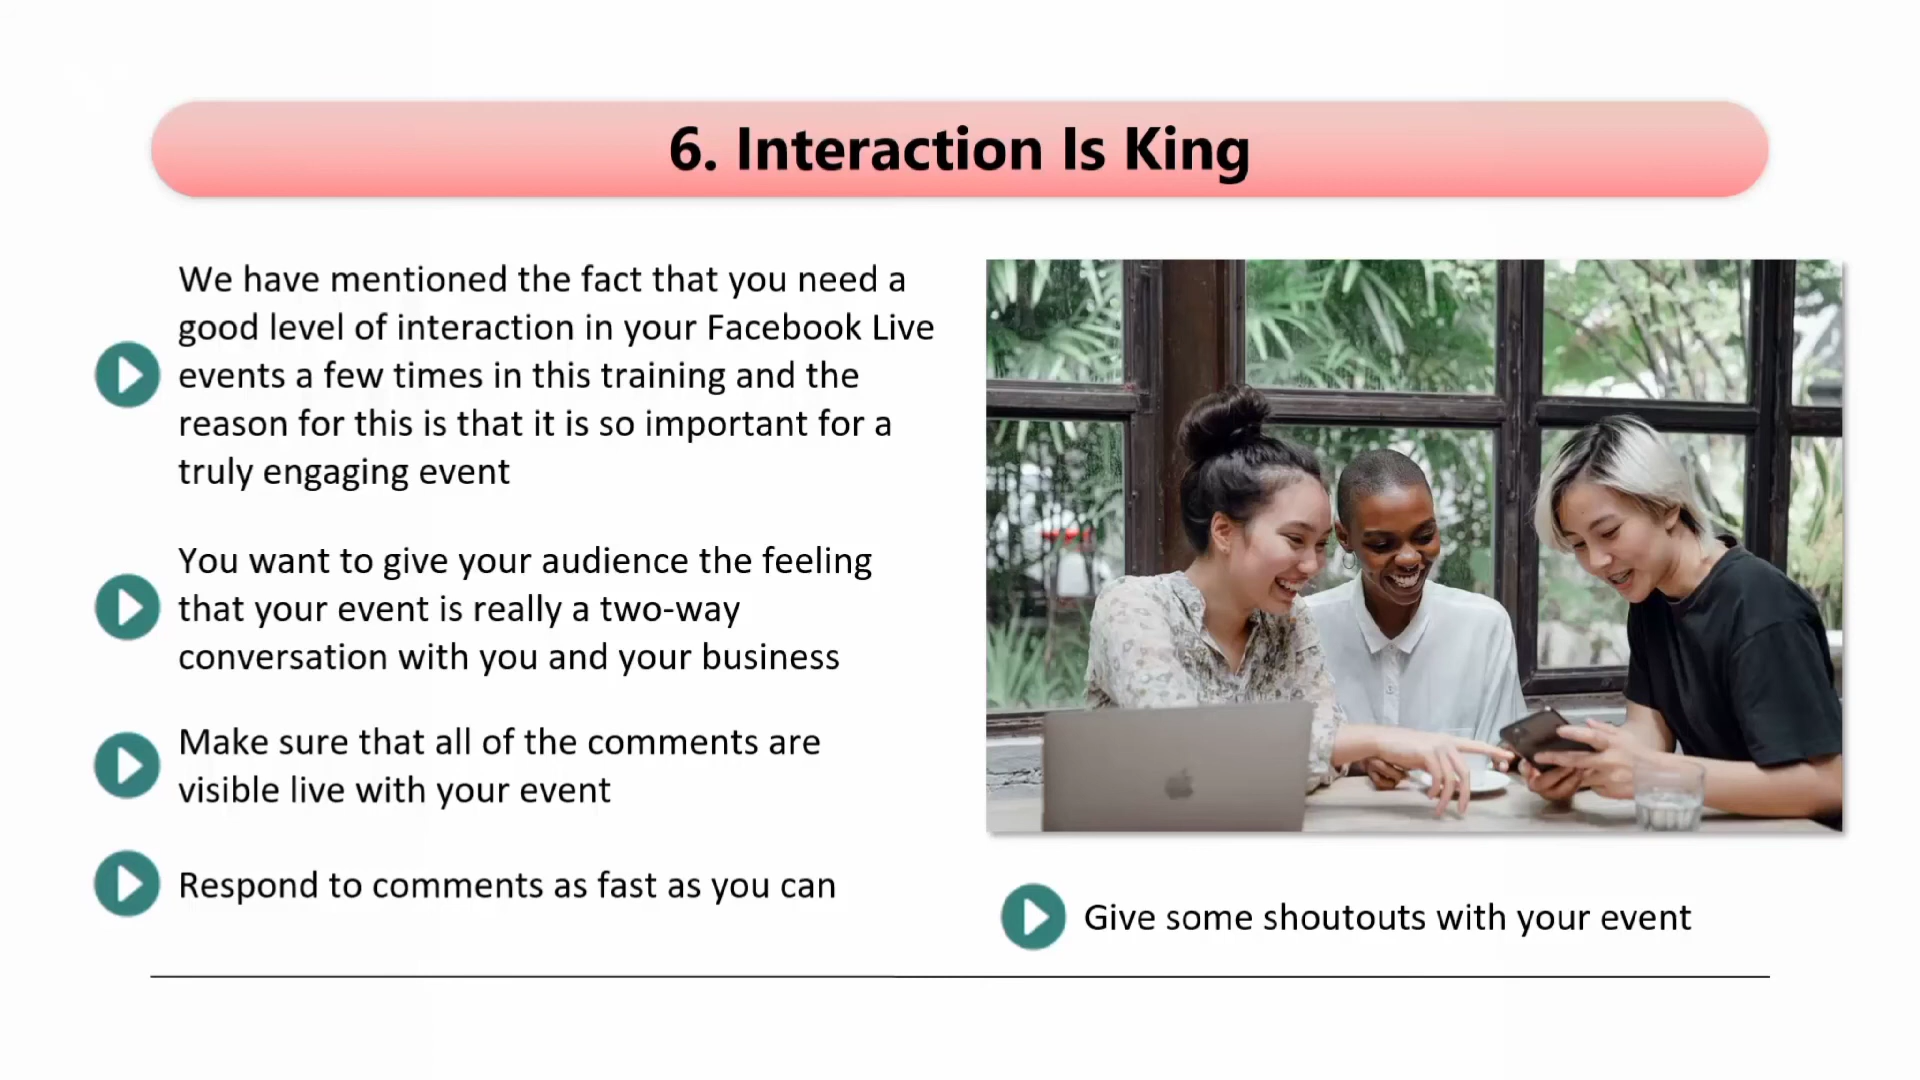 6. Interaction Is King
We have mentioned the fact that you need a
good level of interaction in your Facebook Live
events a few times in this training and the
reason for this is that it is so important for a
truly engaging event
You want to give your audience the feeling
that your event is really a two-way
conversation with you and your business
Make sure that all of the comments are
visible live with your event
Respond to comments as fast as you can
Give some shoutouts with your event